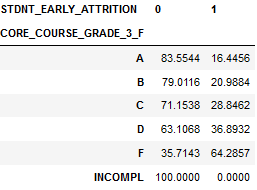 STDNT_EARLY_ATTRITION 0 1
CORE_COURSE_GRADE_3_F
A 83.5544 16.4456
B 79.0116 20.9884
C 71.1538 28.8462
D 63.1068 36.8932
F 35.7143 64.2857
INCOMPL 100.0000 0.0000